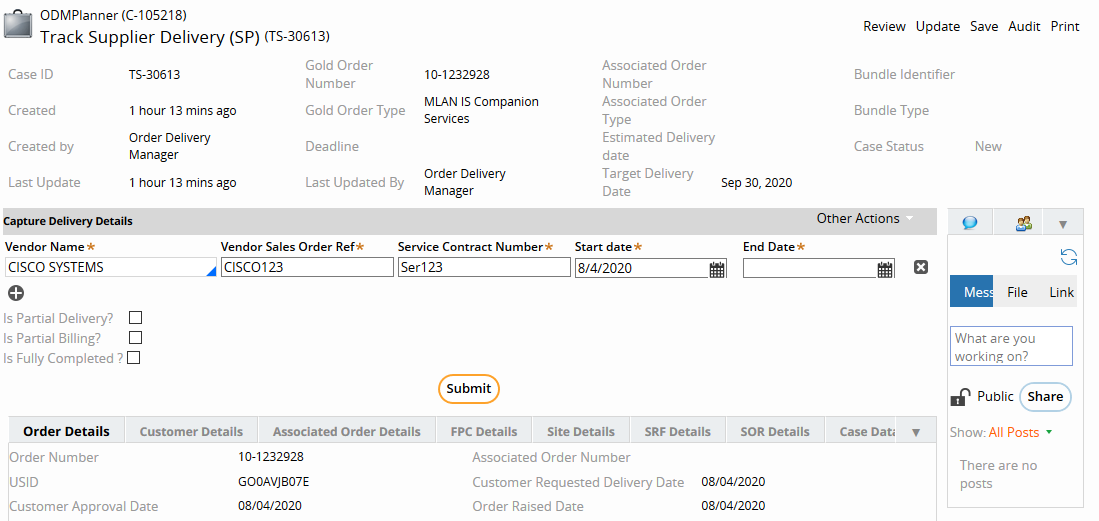 ODMPlanner (C-105218)
Track Supplier Delivery (SP) (TS-30613)
Review Update Save Audit Print
Case ID TS-30613 Gold Order Number 10-1232928 Associated Order Number Bundle Identifier
Created 1 hour 13 mins ago Gold Order Type MLAN IS Companion Services Associated Order Type Bundle Type
Created by Order Delivery Manager Deadline Estimated Delivery date Case Status New
Last Update 1 hour 13 mins ago Last Updated By Order Delivery Manager Target Delivery Date Sep 30, 2020
Capture Delivery Details Other Actions
Vendor Name* Vendor Sales Order Ref* Service Contract Number* Start date* End Date*
CISCO SYSTEMS CISCO123 Ser123 8/4/2020
Is Partial Delivery?
Is Partial Billing?
Is Fully Completed ?
Submit
Mess File Link
What are you
working on?
Public Share
Show: All Posts
There are no
posts
Order Details Customer Details Associated Order Details FPC Details Site Details SRF Details SOR Details Case Data
Order Number 10-1232928 Associated Order Number
USID GO0AVJB07E Customer Requested Delivery Date 08/04/2020
Customer Approval Date 08/04/2020 Order Raised Date 08/04/2020